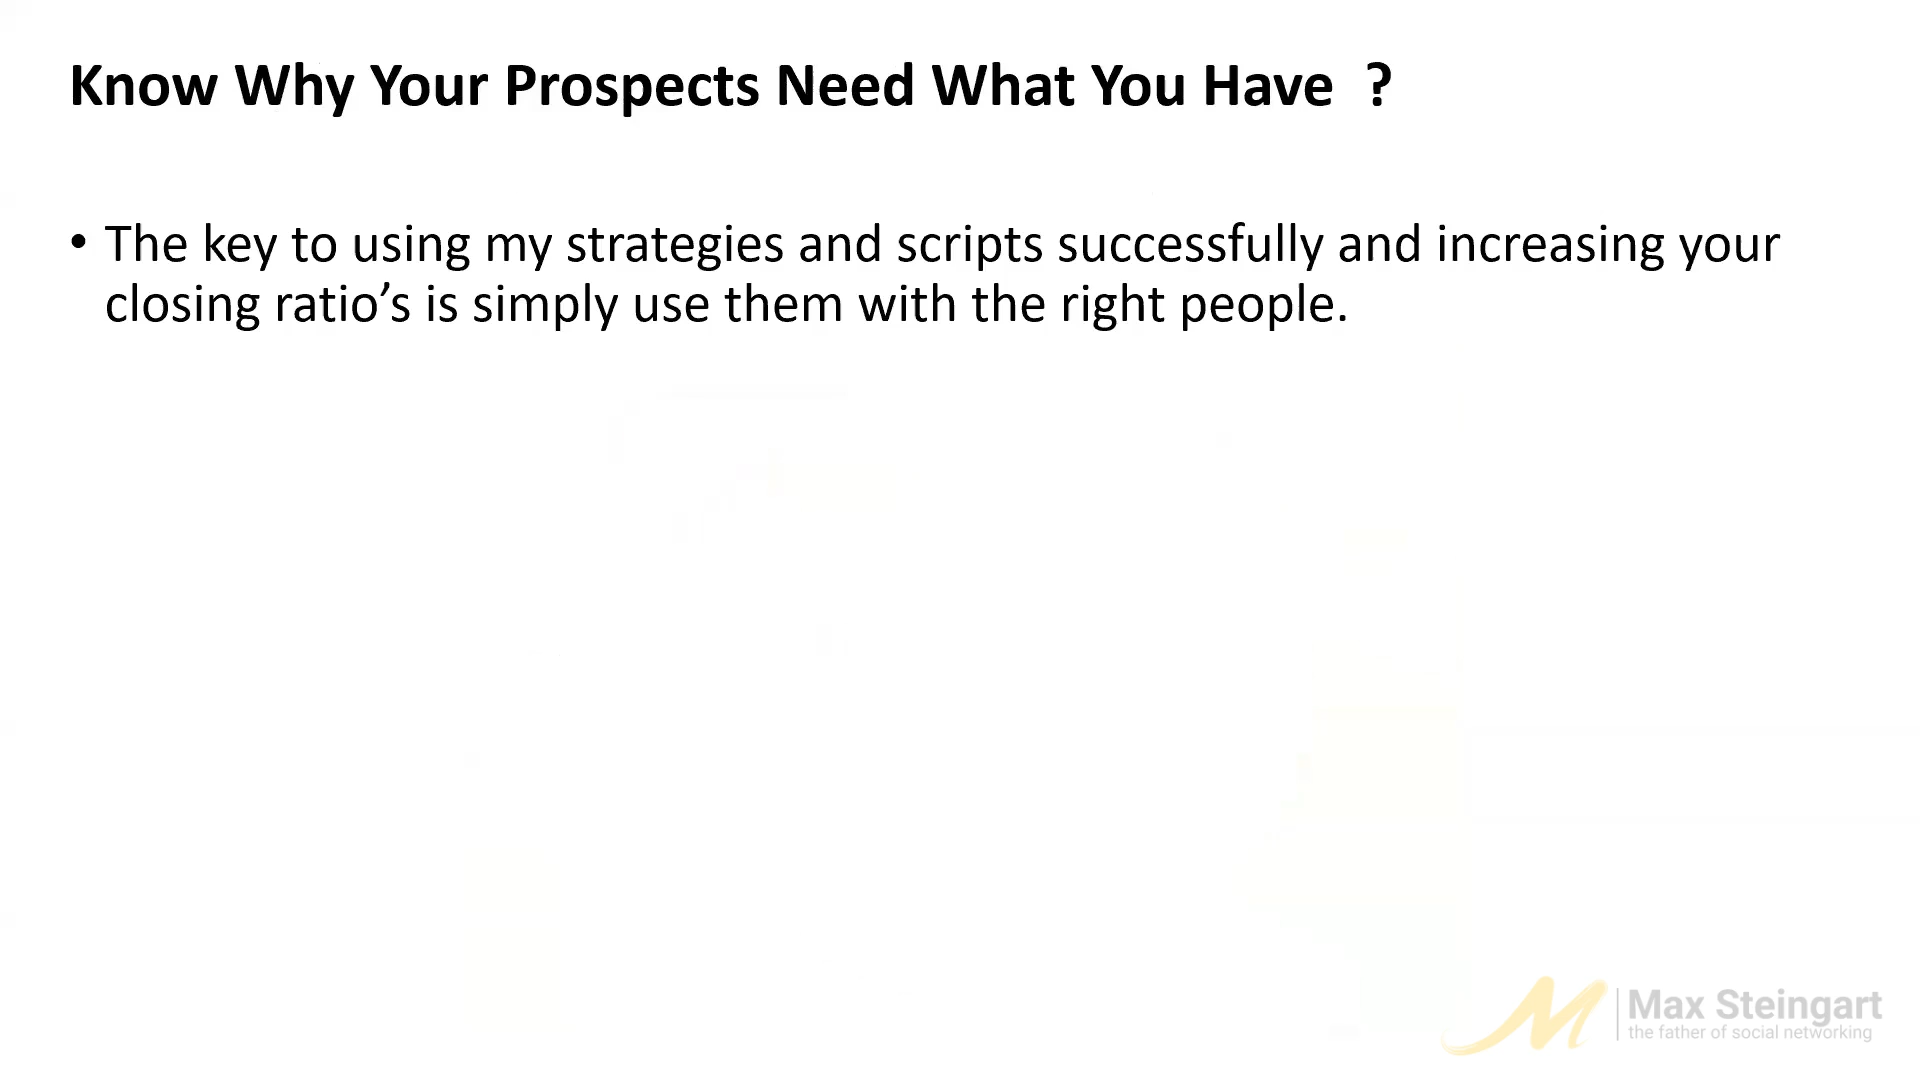 Know Why Your Prospects Need What You Have  ?
• The key to using my strategies and scripts successfully and increasing your
closing ratio’s is simply use them with the right people.
Max Steingart
the father of social networking